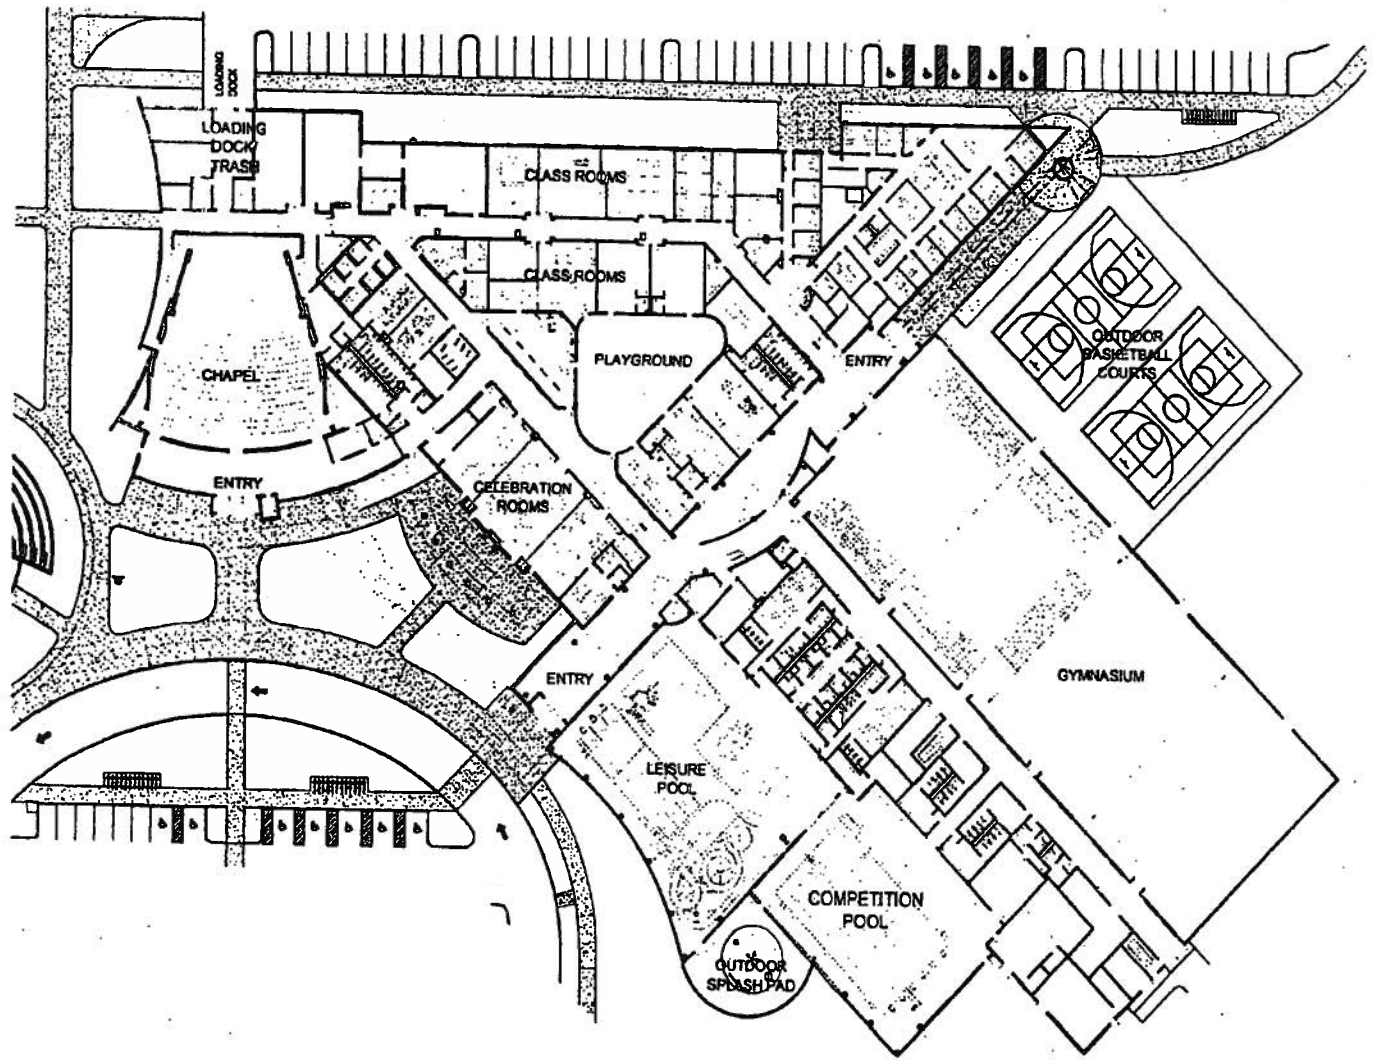 LOADING
DOCK
LOADING
DOCK/
TRASH
CLASS ROOMS
CLASS ROOMS
PLAYGROUND
ENTRY
OUTDOOR
BASKETBALL
COURTS
CHAPEL
ENTRY
CELEBRATION
ROOMS
ENTRY
GYMNASIUM
LEISURE
POOL
COMPETITION
POOL
OUTDOOR
SPLASH PAD